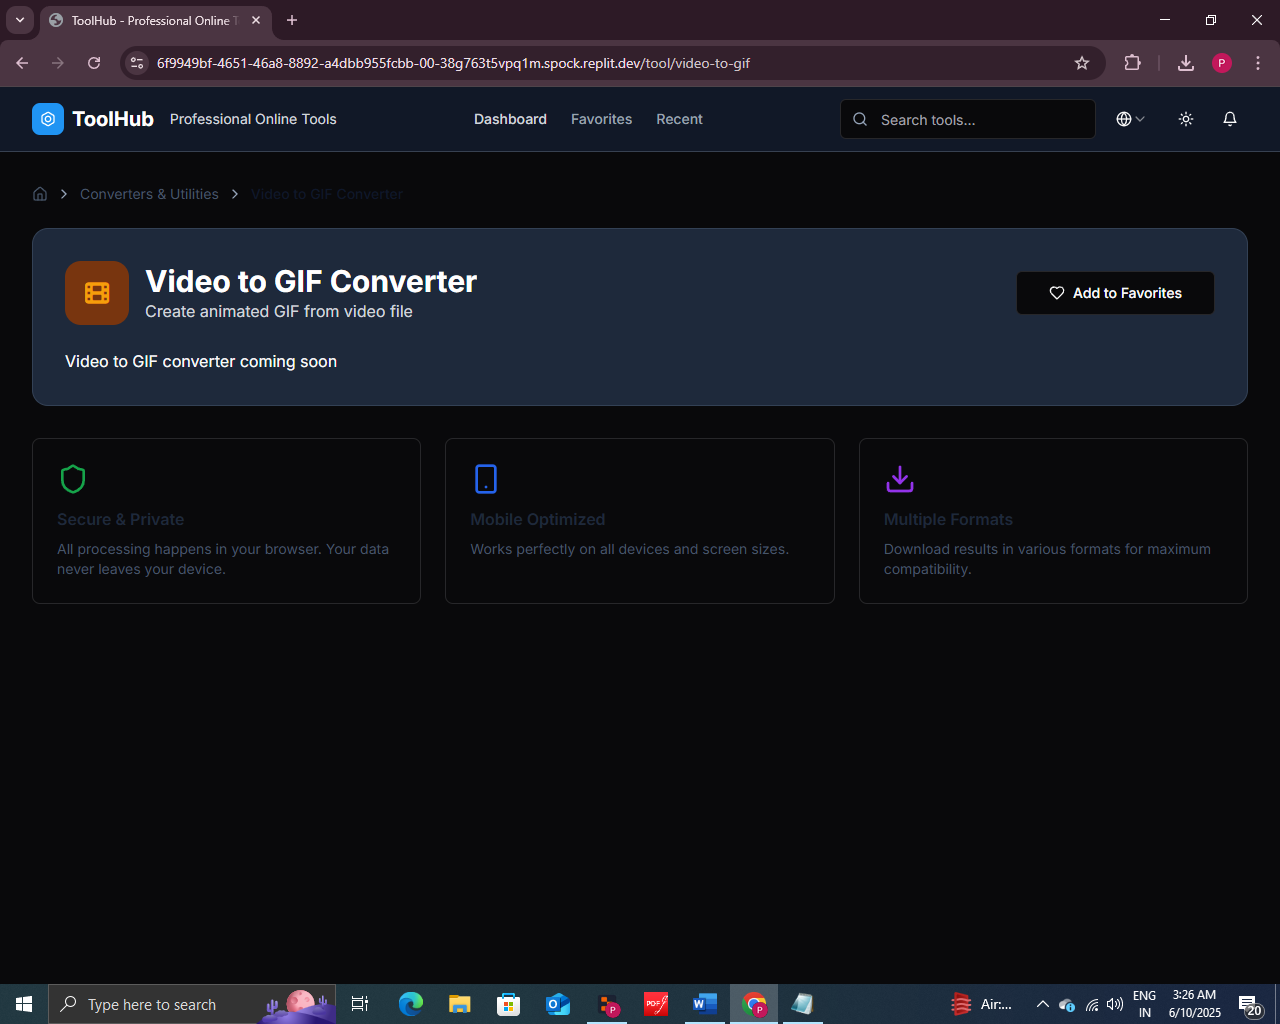 ToolHub - Professional Online T
6f9949bf-4651-46a8-8892-a4dbb955fcbb-00-38g763t5vpq1m.spock.replit.dev/tool/video-to-gif
P
ToolHub
Professional Online Tools
Dashboard
Favorites
Recent
Search tools...
Converters & Utilities
Video to GIF Converter
Video to GIF Converter
Create animated GIF from video file
Add to Favorites
Video to GIF converter coming soon
Secure & Private
All processing happens in your browser. Your data
never leaves your device.
Mobile Optimized
Works perfectly on all devices and screen sizes.
Multiple Formats
Download results in various formats for maximum
compatibility.
Type here to search
P
PDF
W
P
Air:...
ENG
IN
3:26 AM
6/10/2025
20